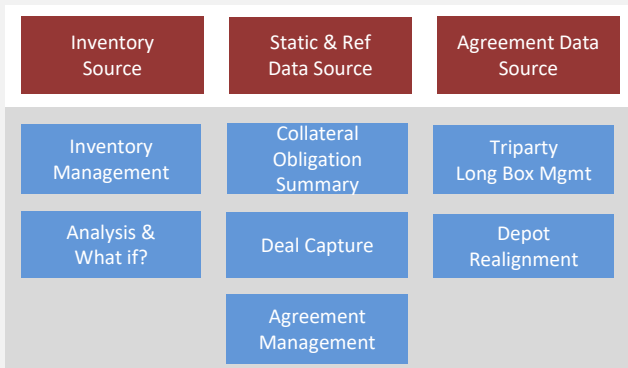 Inventory
Source
Static & Ref
Data Source
Agreement Data
Source
Inventory
Management
Collateral
Obligation
Summary
Triparty
Long Box Mgmt
Analysis &
What if?
Deal Capture
Depot
Realignment
Agreement
Management